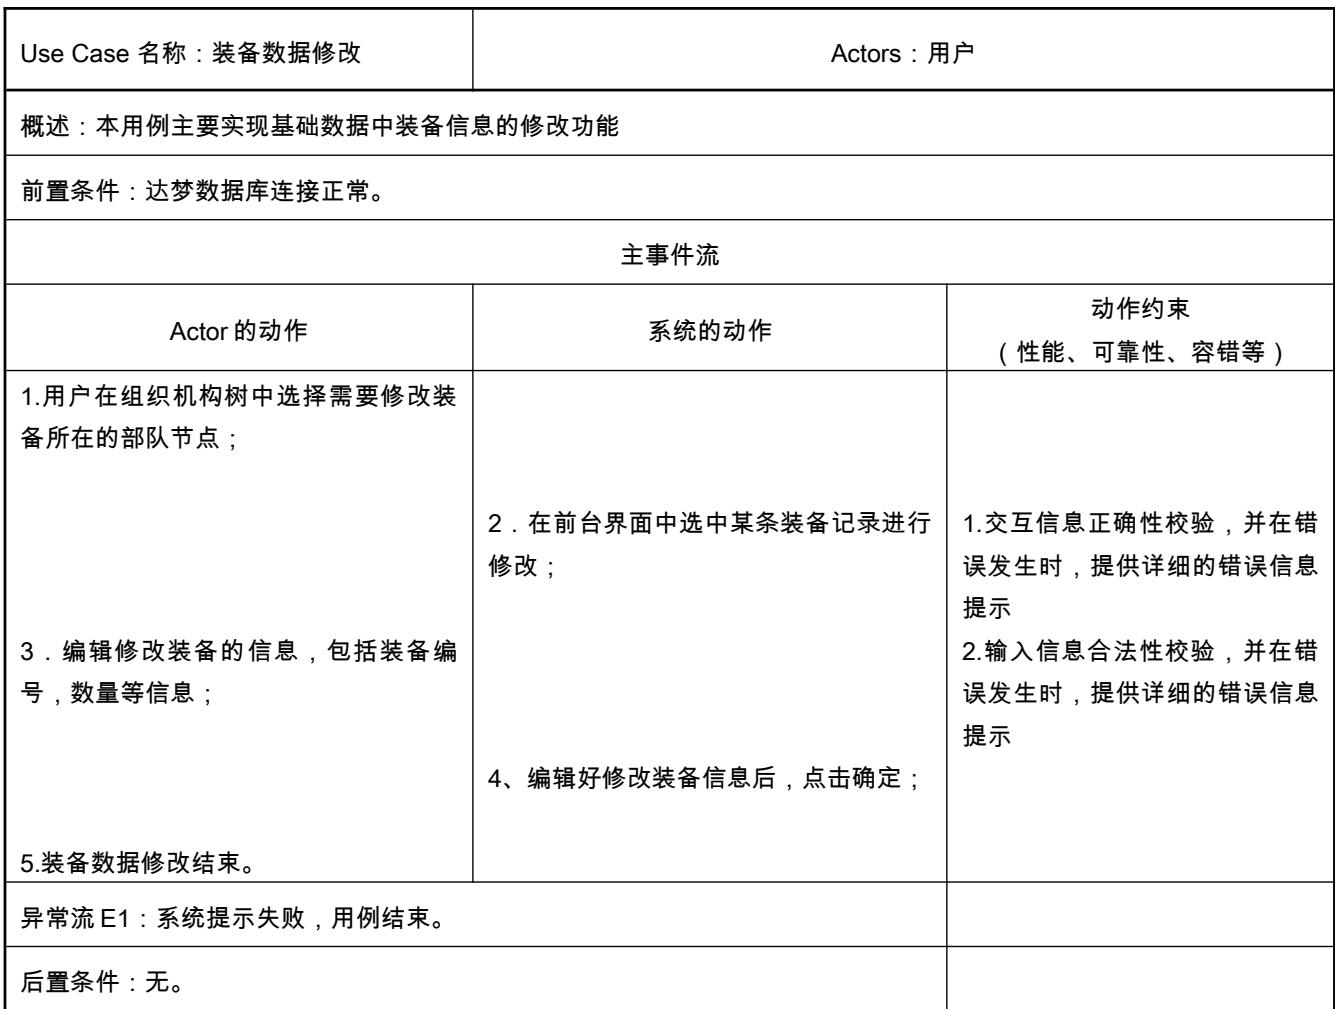 Use Case 名称：装备数据修改
Actors：用户
概述：本用例主要实现基础数据中装备信息的修改功能
前置条件：达梦数据库连接正常。
主事件流
Actor 的动作
系统的动作
动作约束
（性能、可靠性、容错等）
1.用户在组织机构树中选择需要修改装
备所在的部队节点；
2．在前台界面中选中某条装备记录进行
修改；
3．编辑修改装备的信息，包括装备编
号，数量等信息；
4、编辑好修改装备信息后，点击确定；
5.装备数据修改结束。
1.交互信息正确性校验，并在错
误发生时，提供详细的错误信息
提示
2.输入信息合法性校验，并在错
误发生时，提供详细的错误信息
提示
异常流 E1：系统提示失败，用例结束。
后置条件：无。